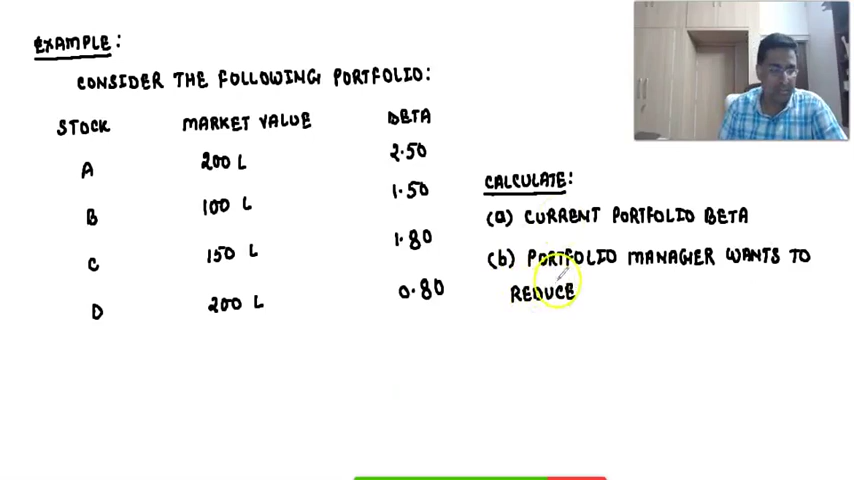 EXAMPLE:
CONSIDER THE FOLLOWING PORTFOLIO:
STOCK MARKET VALUE BETA
A 200 L 2.50
B 100 L 1.50
C 150 L 1.80
D 200 L 0.80
CALCULATE:
(a) CURRENT PORTFOLIO BETA
(b) PORTFOLIO MANAGER WANTS TO
REDUCE